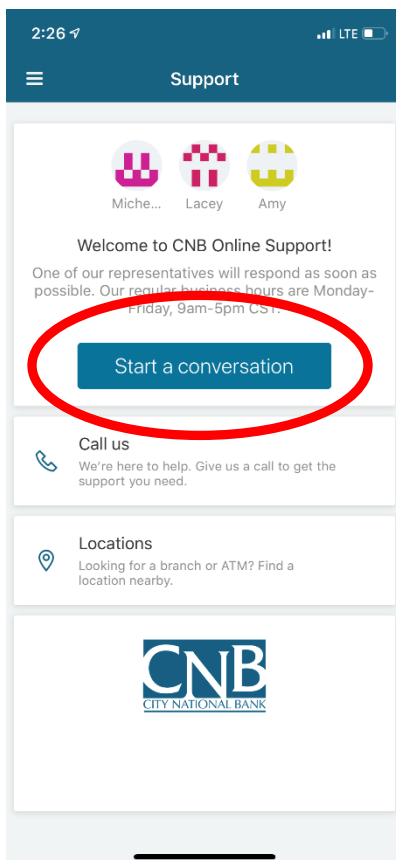 2:26
LTE
Support
Miche... Lacey Amy
Welcome to CNB Online Support!
One of our representatives will respond as soon as
possible. Our regular business hours are Monday-
Friday, 9am-5pm CST.
Start a conversation
Call us
We're here to help. Give us a call to get the
support you need.
Locations
Looking for a branch or ATM? Find a
location nearby.
CNB
CITY NATIONAL BANK